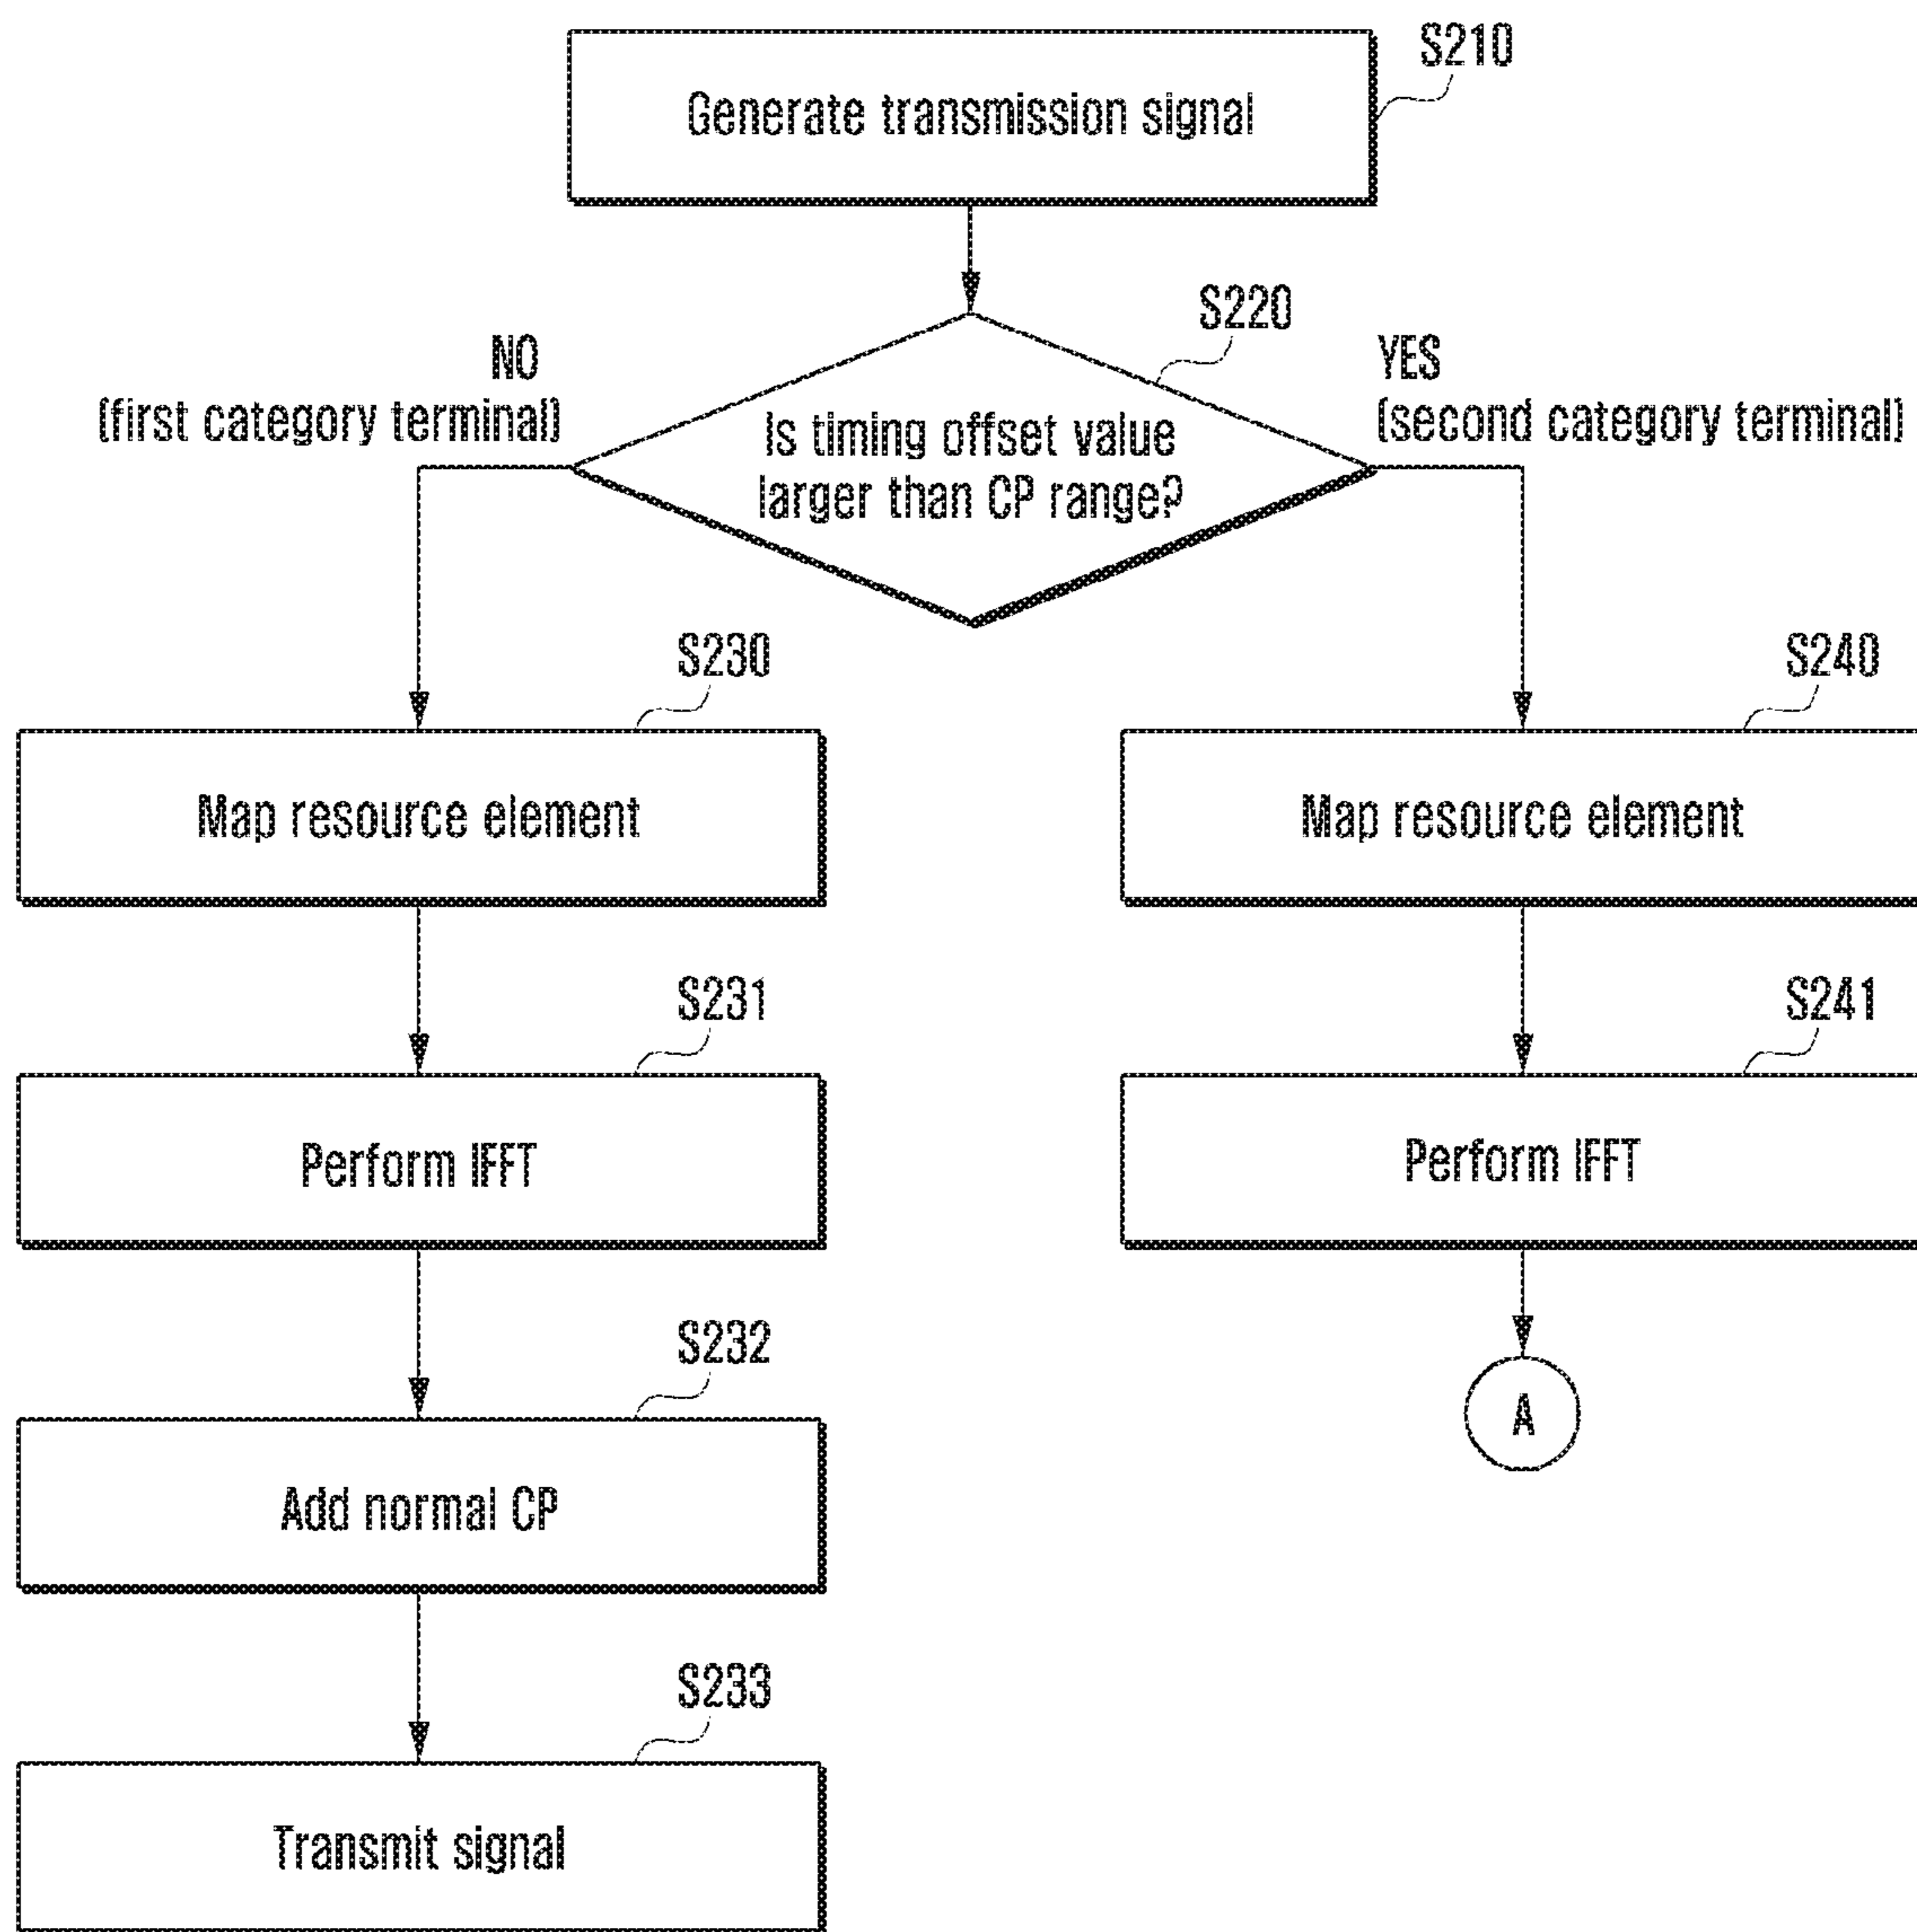 S210
Generate transmission signal
S220
NO
(first category terminal)
YES
(second category terminal)
Is timing offset value
larger than CP range?
S230
Map resource element
S240
Map resource element
S231
Perform IFFT
S241
Perform IFFT
A
S232
Add normal CP
S233
Transmit signal